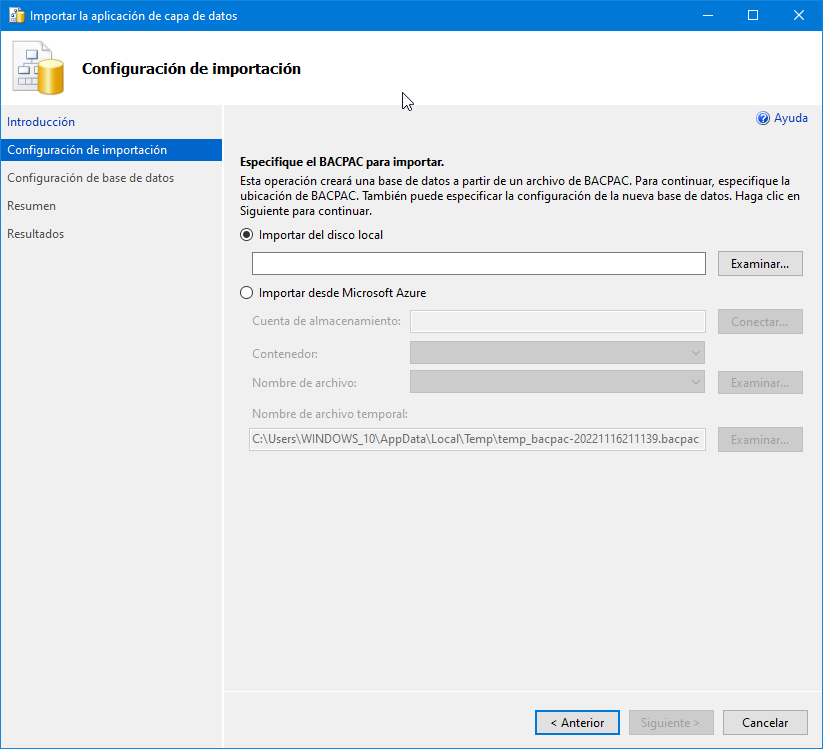 Importar la aplicación de capa de datos
Configuración de importación
Introducción
Configuración de importación
Configuración de base de datos
Resumen
Resultados
Ayuda
Especifique el BACPAC para importar.
Esta operación creará una base de datos a partir de un archivo de BACPAC. Para continuar, especifique la
ubicación de BACPAC. También puede especificar la configuración de la nueva base de datos. Haga clic en
Siguiente para continuar.
Importar del disco local
Examinar...
Importar desde Microsoft Azure
Cuenta de almacenamiento:
Conectar...
Contenedor:
Nombre de archivo:
Examinar...
Nombre de archivo temporal:
C:\Users\WINDOWS_10\AppData\Local\Temp\temp_bacpac-20221116211139.bacpac
Examinar...
< Anterior
Siguiente >
Cancelar